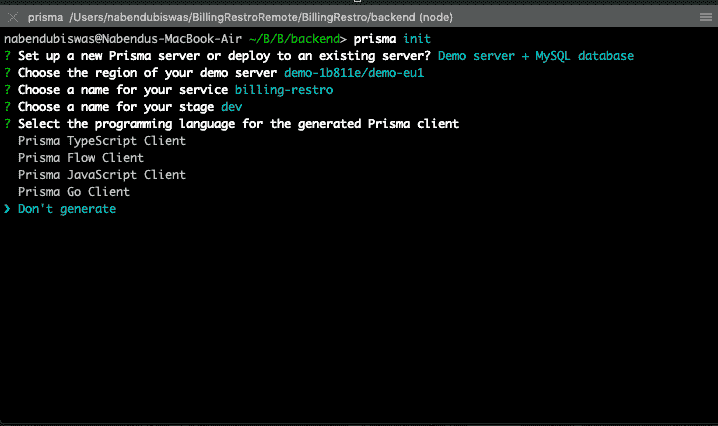 prisma /Users/nabendubiswas/BillingRestroRemote/BillingRestro/backend (node)
nabendubiswas@Nabendus-MacBook-Air ~/B/B/backend> prisma init
? Set up a new Prisma server or deploy to an existing server? Demo server + MySQL database
? Choose the region of your demo server demo-1b811e/demo-eu1
? Choose a name for your service billing-restro
? Choose a name for your stage dev
? Select the programming language for the generated Prisma client
Prisma TypeScript Client
Prisma Flow Client
Prisma JavaScript Client
Prisma Go Client
❯ Don't generate